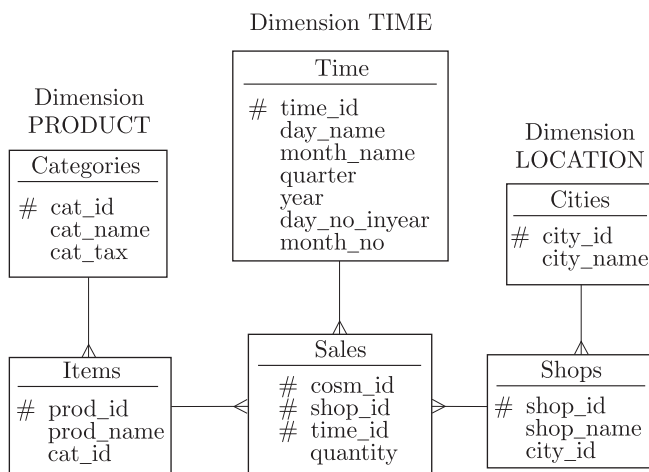 Dimension TIME
Time
# time_id
day_name
month_name
quarter
year
day_no_inyear
month_no
Dimension
PRODUCT
Categories
# cat_id
cat_name
cat_tax
Dimension
LOCATION
Cities
# city_id
city_name
Items
# prod_id
prod_name
cat_id
Sales
# cosm_id
# shop_id
# time_id
quantity
Shops
# shop_id
shop_name
city_id